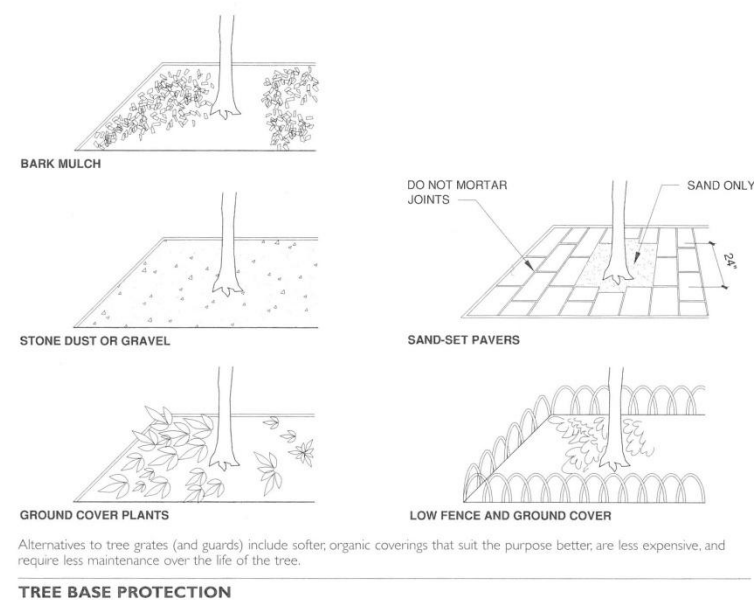 BARK MULCH
DO NOT MORTAR
JOINTS
SAND ONLY
24"
STONE DUST OR GRAVEL
SAND-SET PAVERS
GROUND COVER PLANTS
LOW FENCE AND GROUND COVER
Alternatives to tree grates (and guards) include softer, organic coverings that suit the purpose better, are less expensive, and
require less maintenance over the life of the tree.
TREE BASE PROTECTION